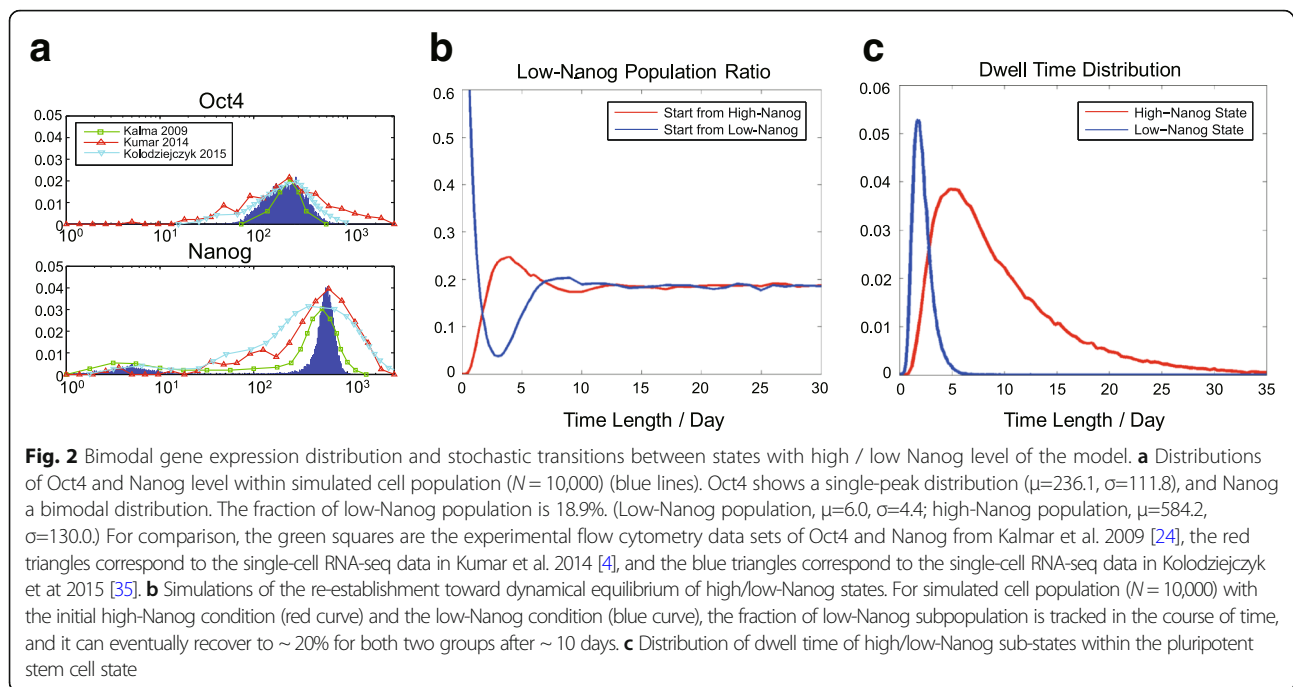 a
Oct4
0.05
0.04
0.03
0.02
0.01
0
Kalma 2009
Kumar 2014
Kolodziejczyk 2015
10^0 10^1 10^2 10^3
Nanog
0.05
0.04
0.03
0.02
0.01
0
10^0 10^1 10^2 10^3
b
Low-Nanog Population Ratio
Start from High-Nanog
Start from Low-Nanog
0.6
0.5
0.4
0.3
0.2
0.1
0
0 5 10 15 20 25 30
Time Length / Day
c
Dwell Time Distribution
High-Nanog State
Low-Nanog State
0.06
0.05
0.04
0.03
0.02
0.01
0
0 5 10 15 20 25 30 35
Time Length / Day
Fig. 2 Bimodal gene expression distribution and stochastic transitions between states with high / low Nanog level of the model. a Distributions
of Oct4 and Nanog level within simulated cell population (N = 10,000) (blue lines). Oct4 shows a single-peak distribution (μ=236.1, σ=111.8), and Nanog
a bimodal distribution. The fraction of low-Nanog population is 18.9%. (Low-Nanog population, μ=6.0, σ=4.4; high-Nanog population, μ=584.2,
σ=130.0.) For comparison, the green squares are the experimental flow cytometry data sets of Oct4 and Nanog from Kalmar et al. 2009 [24], the red
triangles correspond to the single-cell RNA-seq data in Kumar et al. 2014 [4], and the blue triangles correspond to the single-cell RNA-seq data in Kolodziejczyk
et at 2015 [35]. b Simulations of the re-establishment toward dynamical equilibrium of high/low-Nanog states. For simulated cell population (N = 10,000) with
the initial high-Nanog condition (red curve) and the low-Nanog condition (blue curve), the fraction of low-Nanog subpopulation is tracked in the course of time,
and it can eventually recover to ~ 20% for both two groups after ~ 10 days. c Distribution of dwell time of high/low-Nanog sub-states within the pluripotent
stem cell state